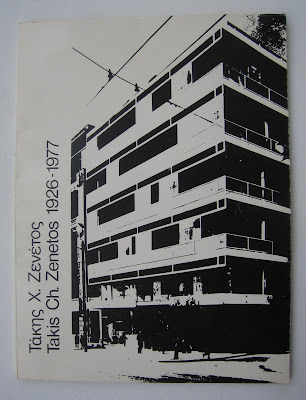 Τάκης Χ. Ζενέτος
Takis Ch. Zenetos 1926-1977